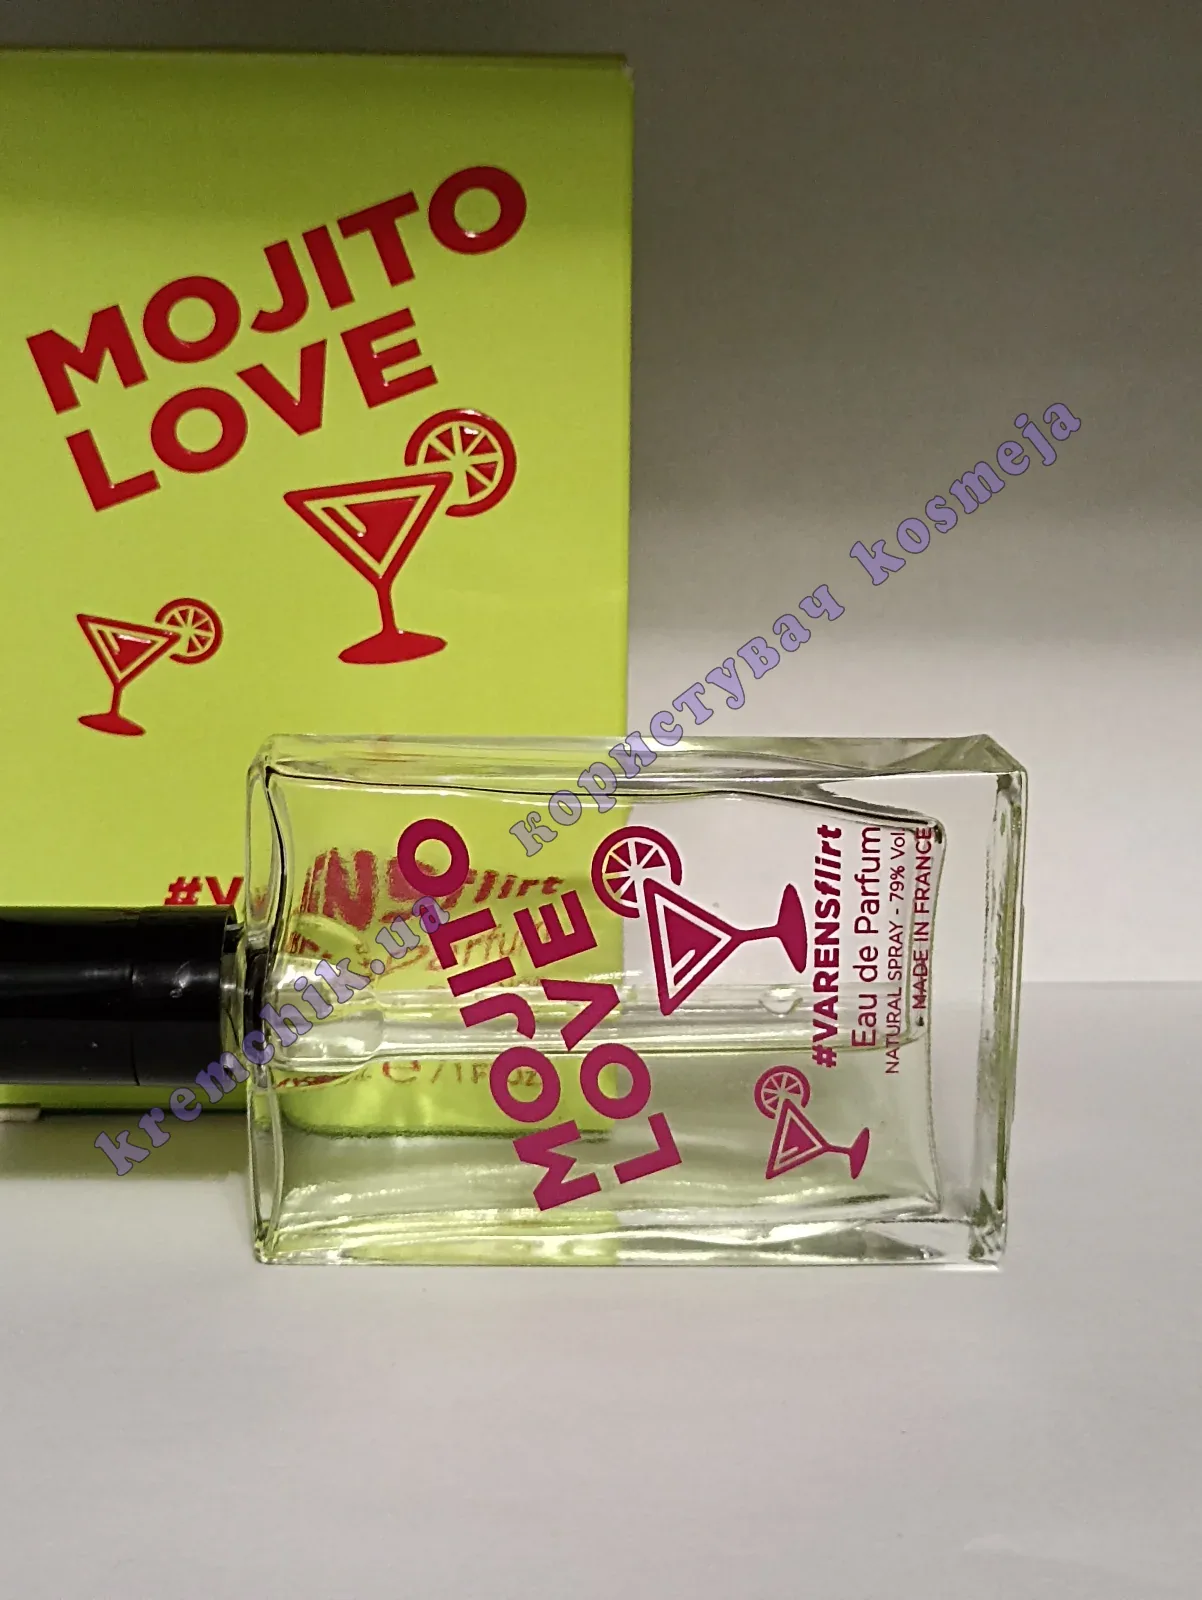 MOJITO
LOVE
MOJITO
LOVE
#VARENSflirt
Eau de Parfum
NATURAL SPRAY - 79% Vol.
MADE IN FRANCE
kremchik.ua користувач kosmeja